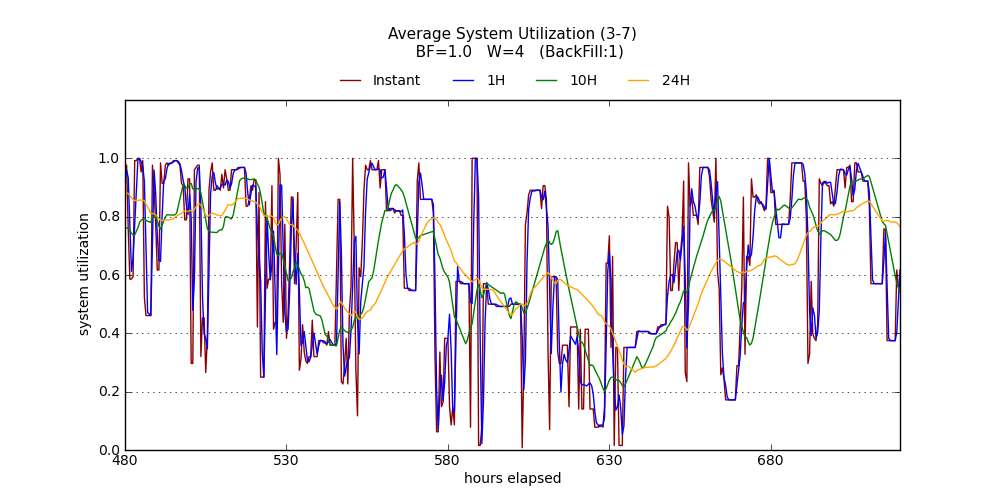 Average System Utilization (3-7)
BF=1.0 W=4 (BackFill:1)
Instant 1H 10H 24H
1.0
0.8
0.6
0.4
0.2
0.0
system utilization
480 530 580 630 680
hours elapsed